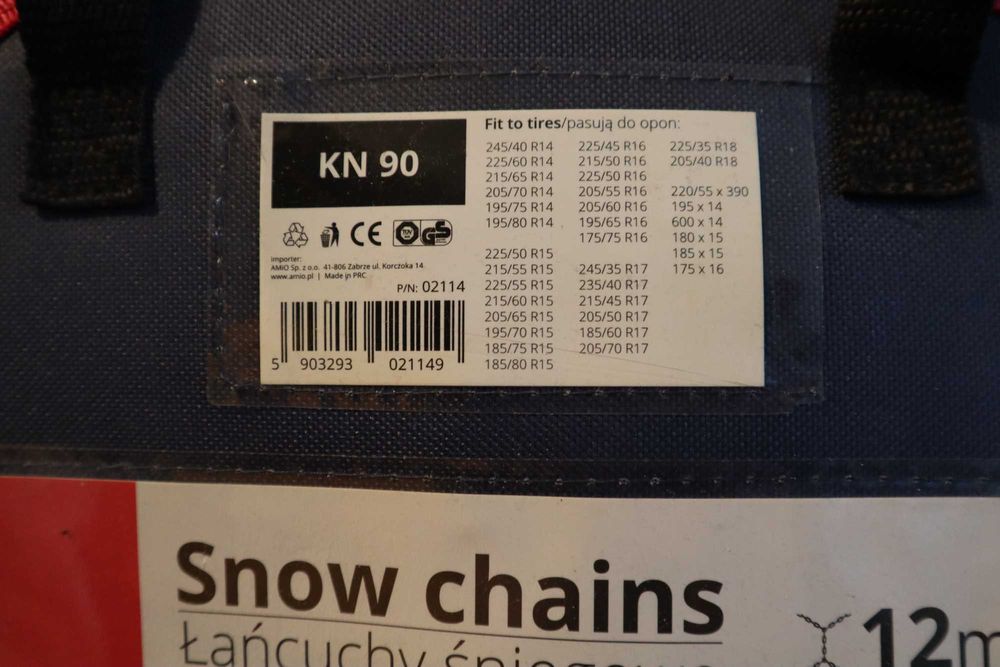 KN 90
TÜV
GS
CE
importer:
AMiO Sp. z o.o. 41-806 Zabrze ul. Korczoka 14
www.amio.pl | Made in PRC
P/N: 02114
5 903293 021149
Fit to tires/pasują do opon:
245/40 R14
225/60 R14
215/65 R14
205/70 R14
195/75 R14
195/80 R14
225/50 R15
215/55 R15
225/55 R15
215/60 R15
205/65 R15
195/70 R15
185/75 R15
185/80 R15
225/45 R16
215/50 R16
225/50 R16
205/55 R16
205/60 R16
195/65 R16
175/75 R16
245/35 R17
235/40 R17
215/45 R17
205/50 R17
185/60 R17
205/70 R17
225/35 R18
205/40 R18
220/55 x 390
195 x 14
600 x 14
180 x 15
185 x 15
175 x 16
Snow chains
Łańcuchy śniegowe
12m